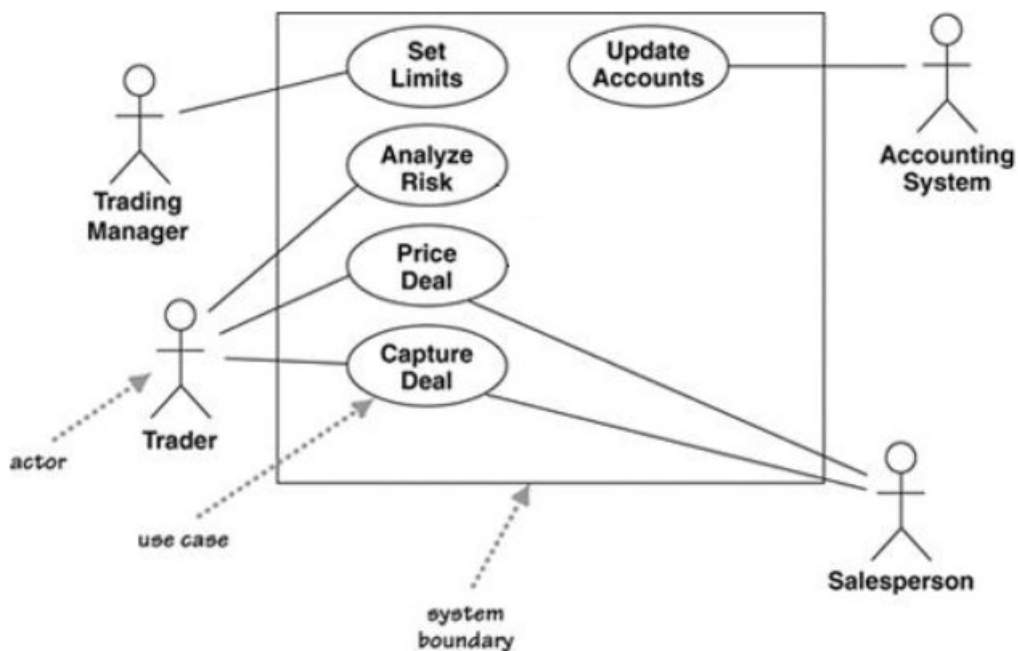 Set
Limits
Update
Accounts
Trading
Manager
Analyze
Risk
Accounting
System
Price
Deal
Capture
Deal
Trader
actor
use case
Salesperson
system
boundary